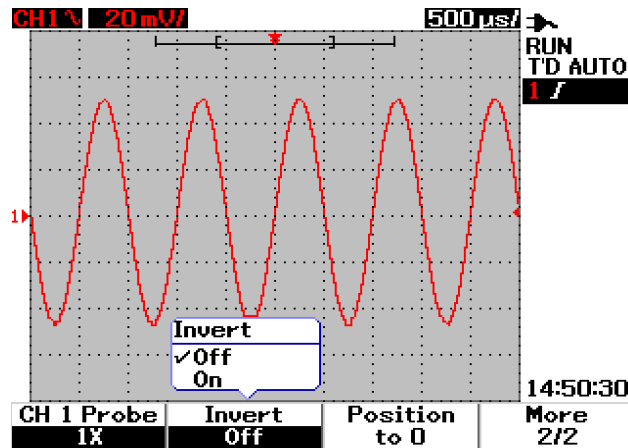 CH1 ∿ 20 mV/ 500 µs/
RUN
T'D AUTO
1
1
Invert
✓Off
On
14:50:30
CH 1 Probe Invert Position More
1X Off to 0 2/2